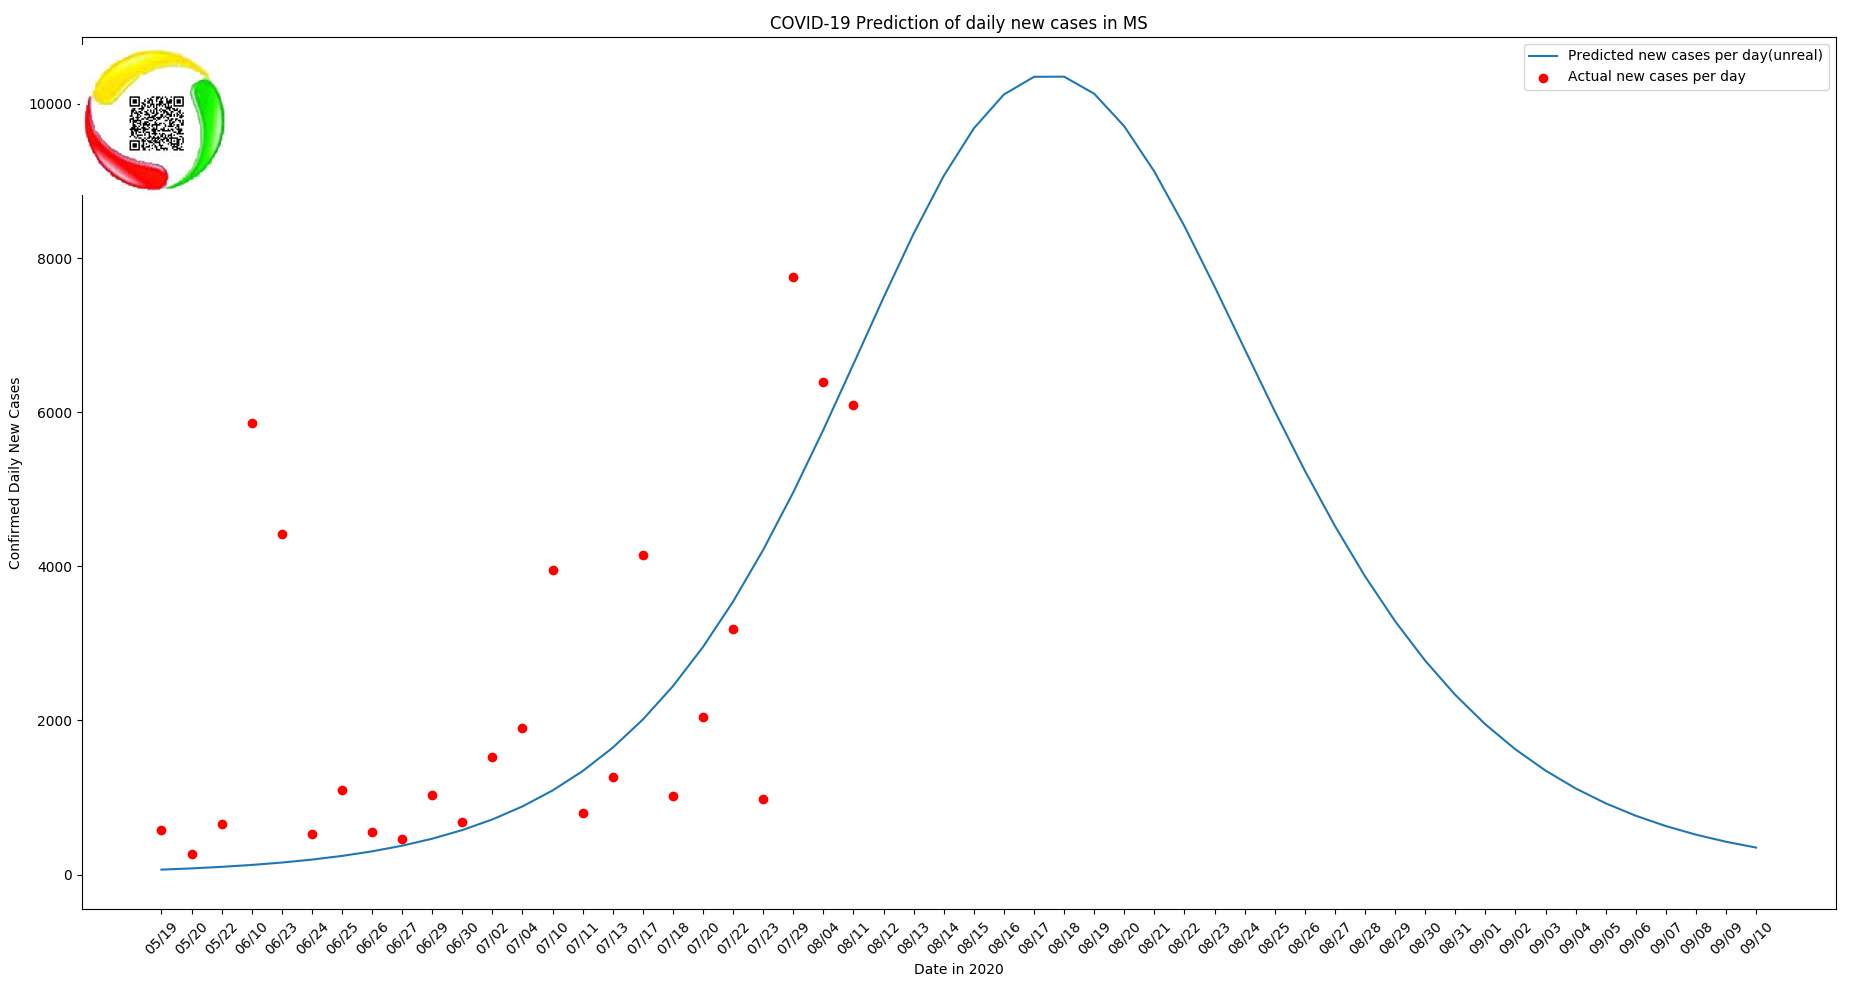 COVID-19 Prediction of daily new cases in MS
Predicted new cases per day(unreal)
Actual new cases per day
10000
8000
6000
4000
2000
0
Confirmed Daily New Cases
05/19 05/20 05/22 06/10 06/23 06/24 06/25 06/26 06/27 06/29 06/30 07/02 07/04 07/10 07/11 07/13 07/17 07/18 07/20 07/22 07/23 07/29 08/04 08/11 08/12 08/13 08/14 08/15 08/16 08/17 08/18 08/19 08/20 08/21 08/22 08/23 08/24 08/25 08/26 08/27 08/28 08/29 08/30 08/31 09/01 09/02 09/03 09/04 09/05 09/06 09/07 09/08 09/09 09/10
Date in 2020